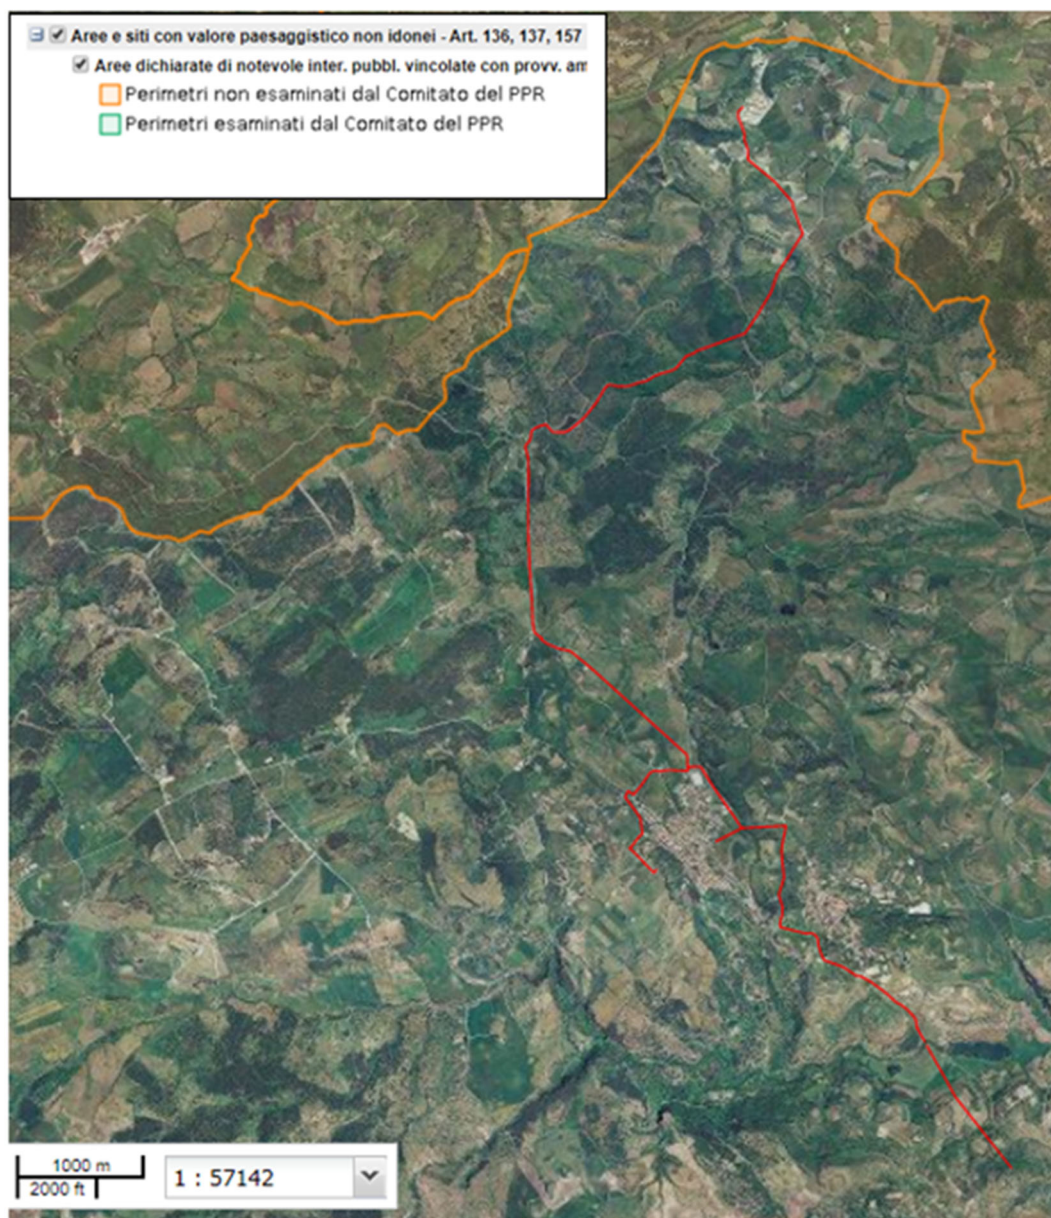 Aree e siti con valore paesaggistico non idonei - Art. 136, 137, 157
Aree dichiarate di notevole inter. pubbl. vincolate con provv. am
Perimetri non esaminati dal Comitato del PPR
Perimetri esaminati dal Comitato del PPR
1000 m
2000 ft
1 : 57142